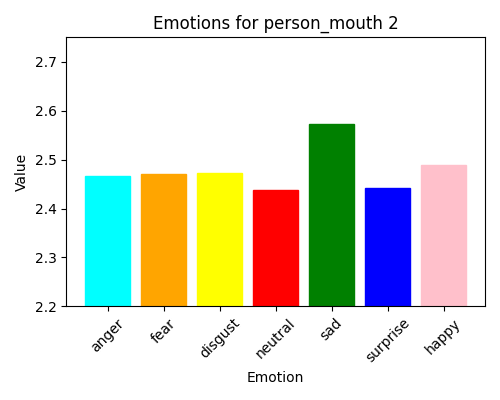 Emotions for person_mouth 2
2.7
2.6
2.5
2.4
2.3
2.2
Value
anger
fear
disgust
neutral
sad
surprise
happy
Emotion